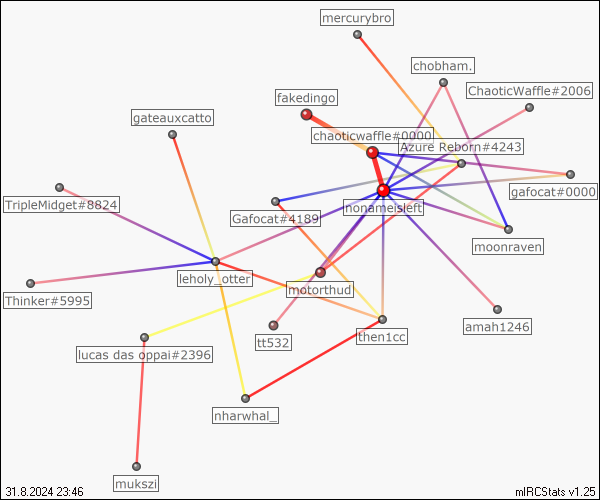 mercurybro
chobham.
ChaoticWaffle#2006
fakedingo
gateauxcatto
chaoticwaffle#0000
Azure Reborn#4243
TripleMidget#8824
gafocat#0000
Gafocat#4189
nonameisleft
moonraven
leholy_otter
motorthud
Thinker#5995
amah1246
then1cc
tt532
lucas das oppai#2396
nharwhal_
mukszi
31.8.2024 23:46
mIRCStats v1.25